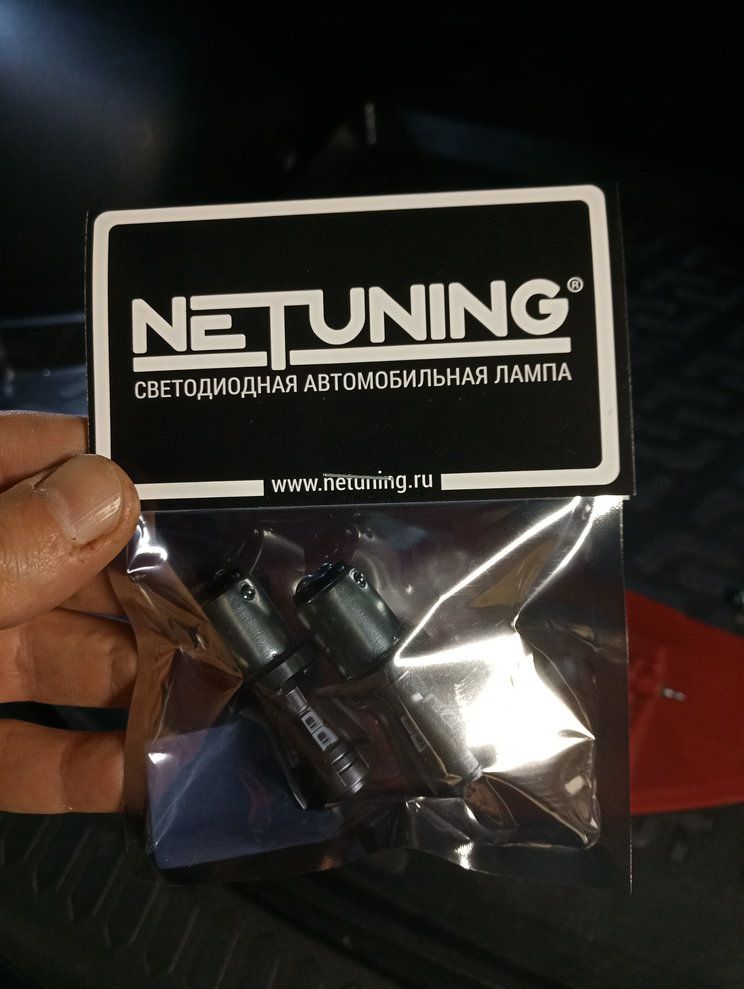 NETUNING®
СВЕТОДИОДНАЯ АВТОМОБИЛЬНАЯ ЛАМПА
www.netuning.ru